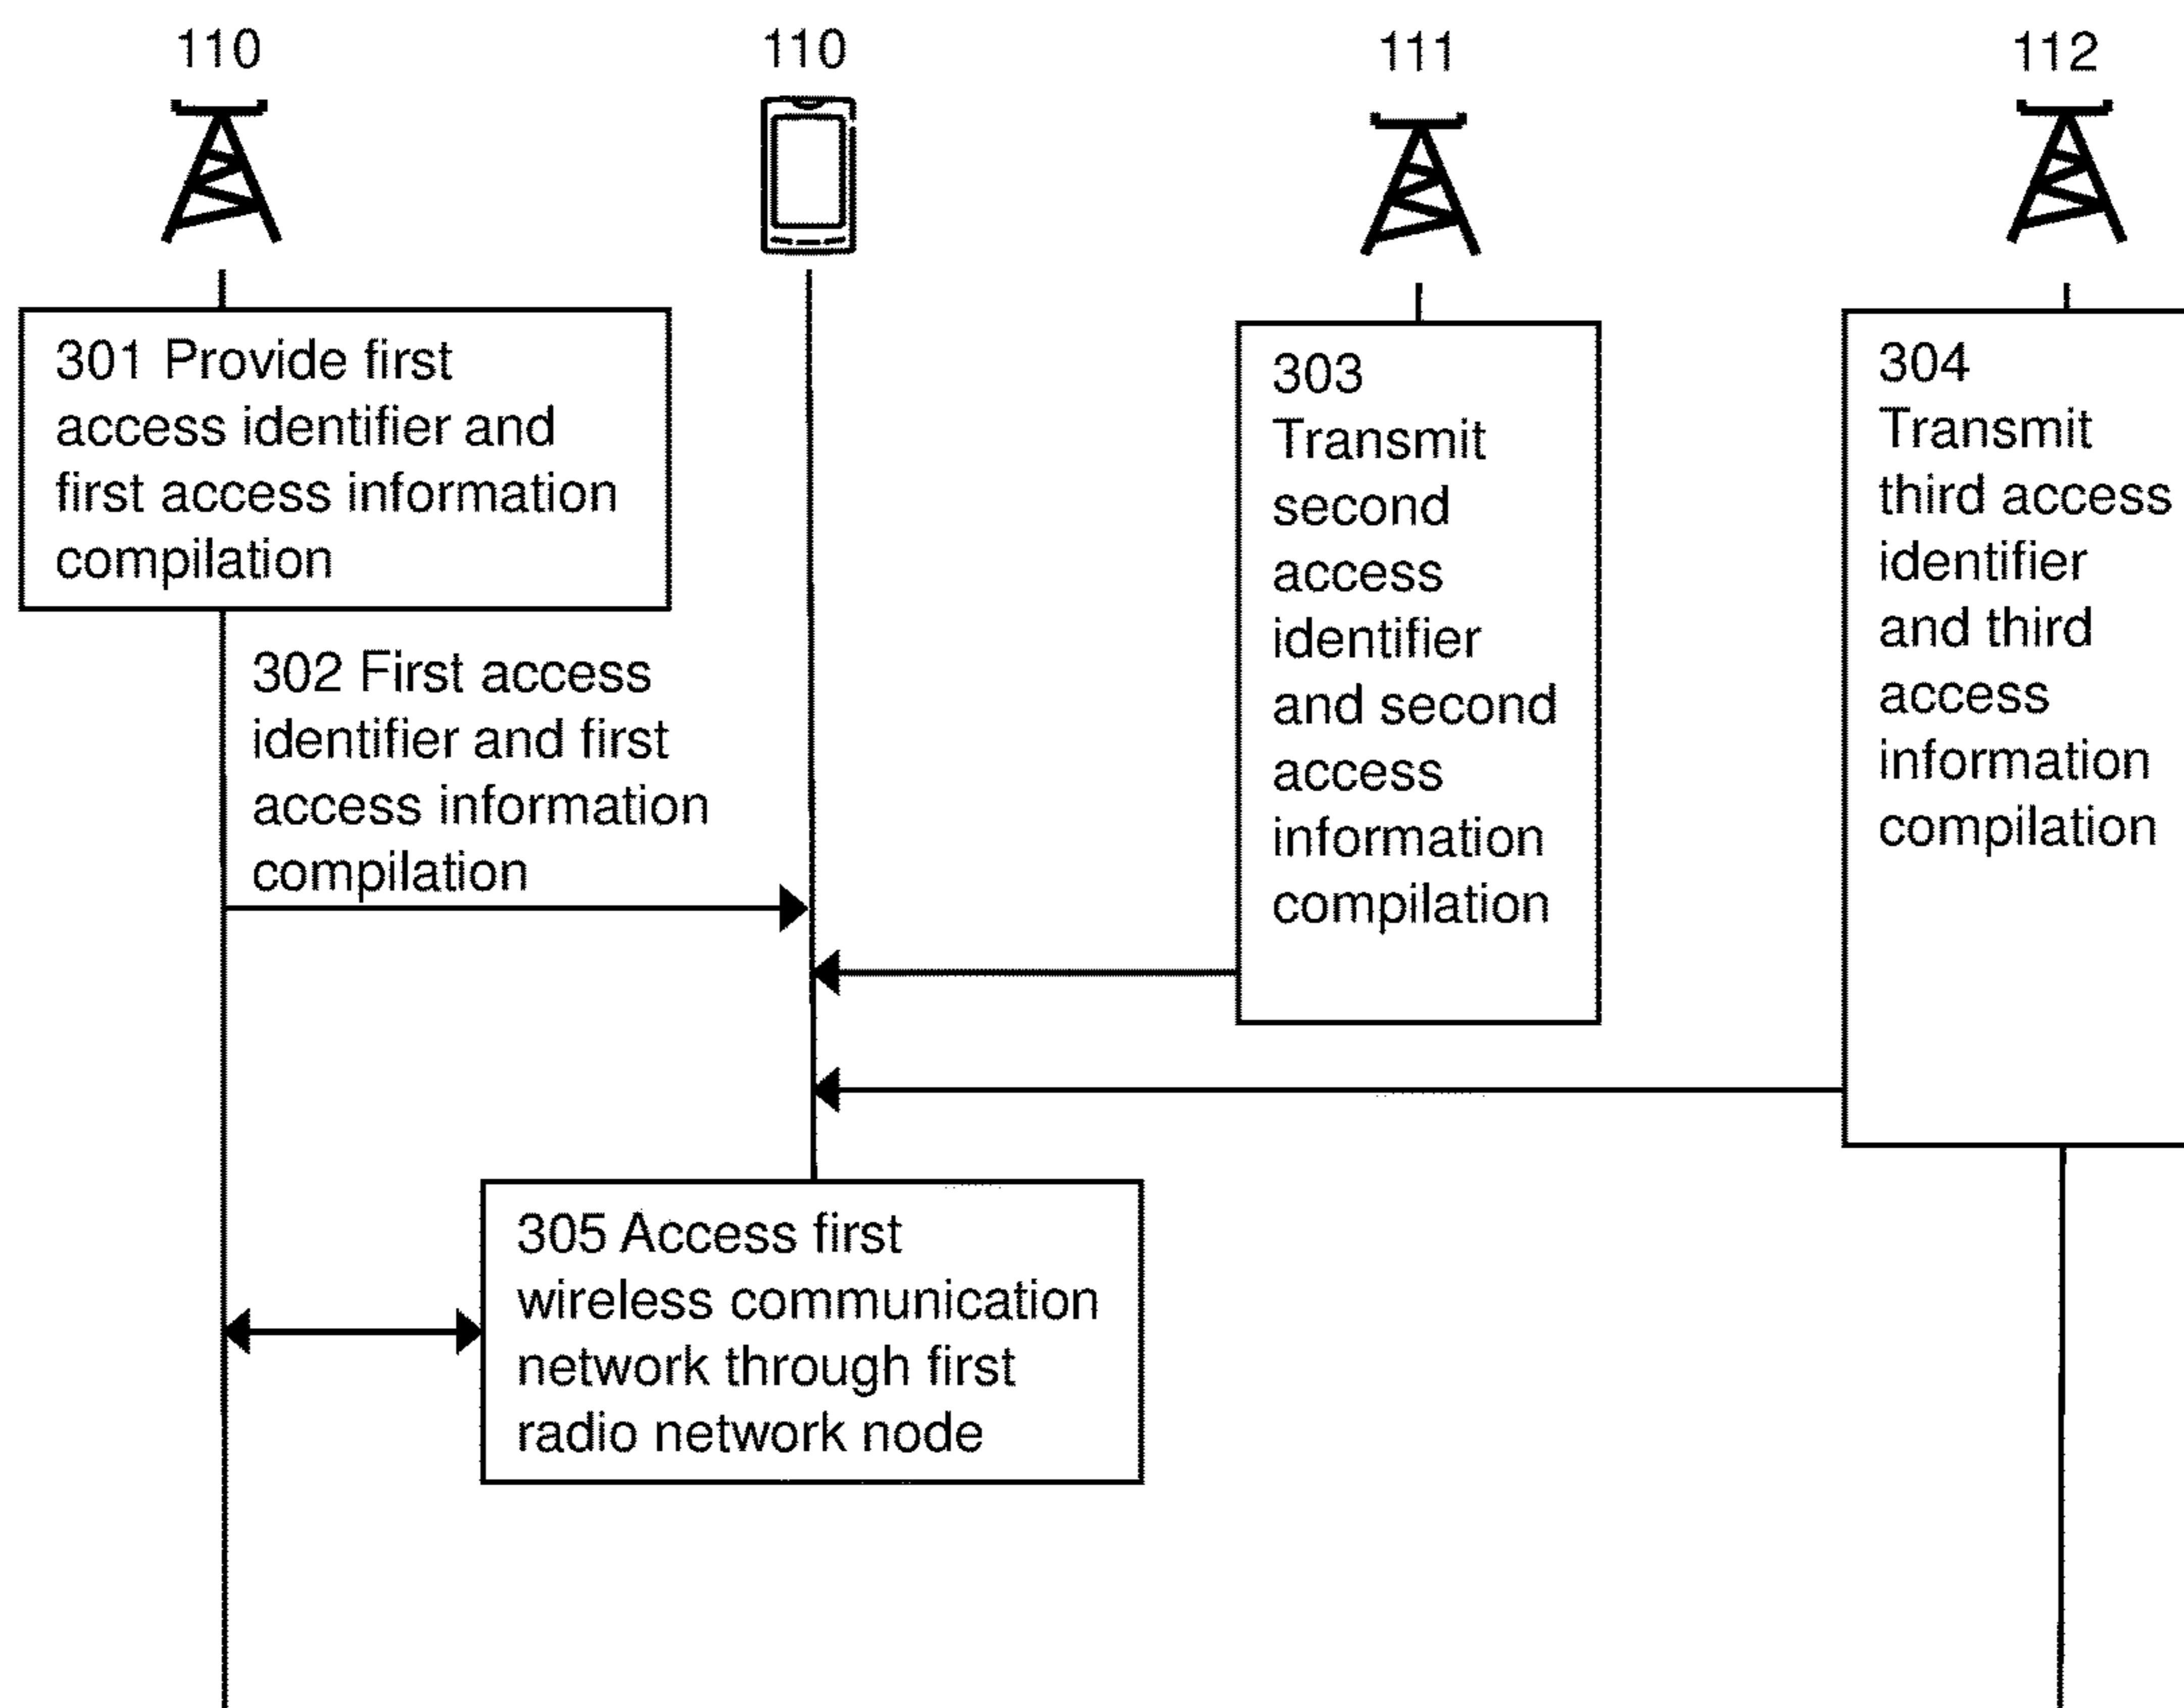 110
110
111
112
301 Provide first
access identifier and
first access information
compilation
302 First access
identifier and first
access information
compilation
303
Transmit
second
access
identifier
and second
access
information
compilation
304
Transmit
third access
identifier
and third
access
information
compilation
305 Access first
wireless communication
network through first
radio network node